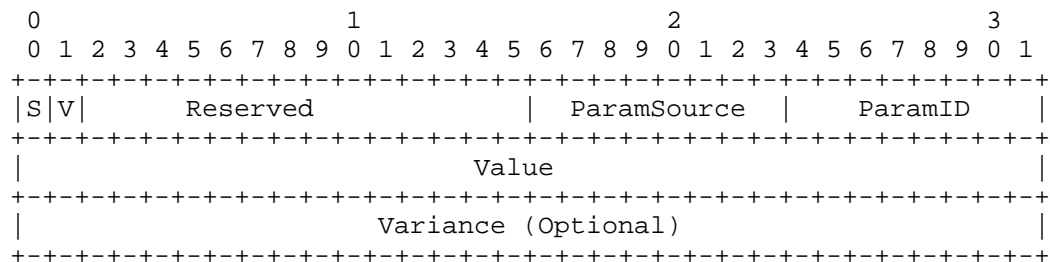 0                   1                   2                   3
 0 1 2 3 4 5 6 7 8 9 0 1 2 3 4 5 6 7 8 9 0 1 2 3 4 5 6 7 8 9 0 1
+-+-+-+-+-+-+-+-+-+-+-+-+-+-+-+-+-+-+-+-+-+-+-+-+-+-+-+-+-+-+-+-+
|S|V|      Reserved             |  ParamSource  |    ParamID    |
+-+-+-+-+-+-+-+-+-+-+-+-+-+-+-+-+-+-+-+-+-+-+-+-+-+-+-+-+-+-+-+-+
|                            Value                              |
+-+-+-+-+-+-+-+-+-+-+-+-+-+-+-+-+-+-+-+-+-+-+-+-+-+-+-+-+-+-+-+-+
|                      Variance (Optional)                      |
+-+-+-+-+-+-+-+-+-+-+-+-+-+-+-+-+-+-+-+-+-+-+-+-+-+-+-+-+-+-+-+-+